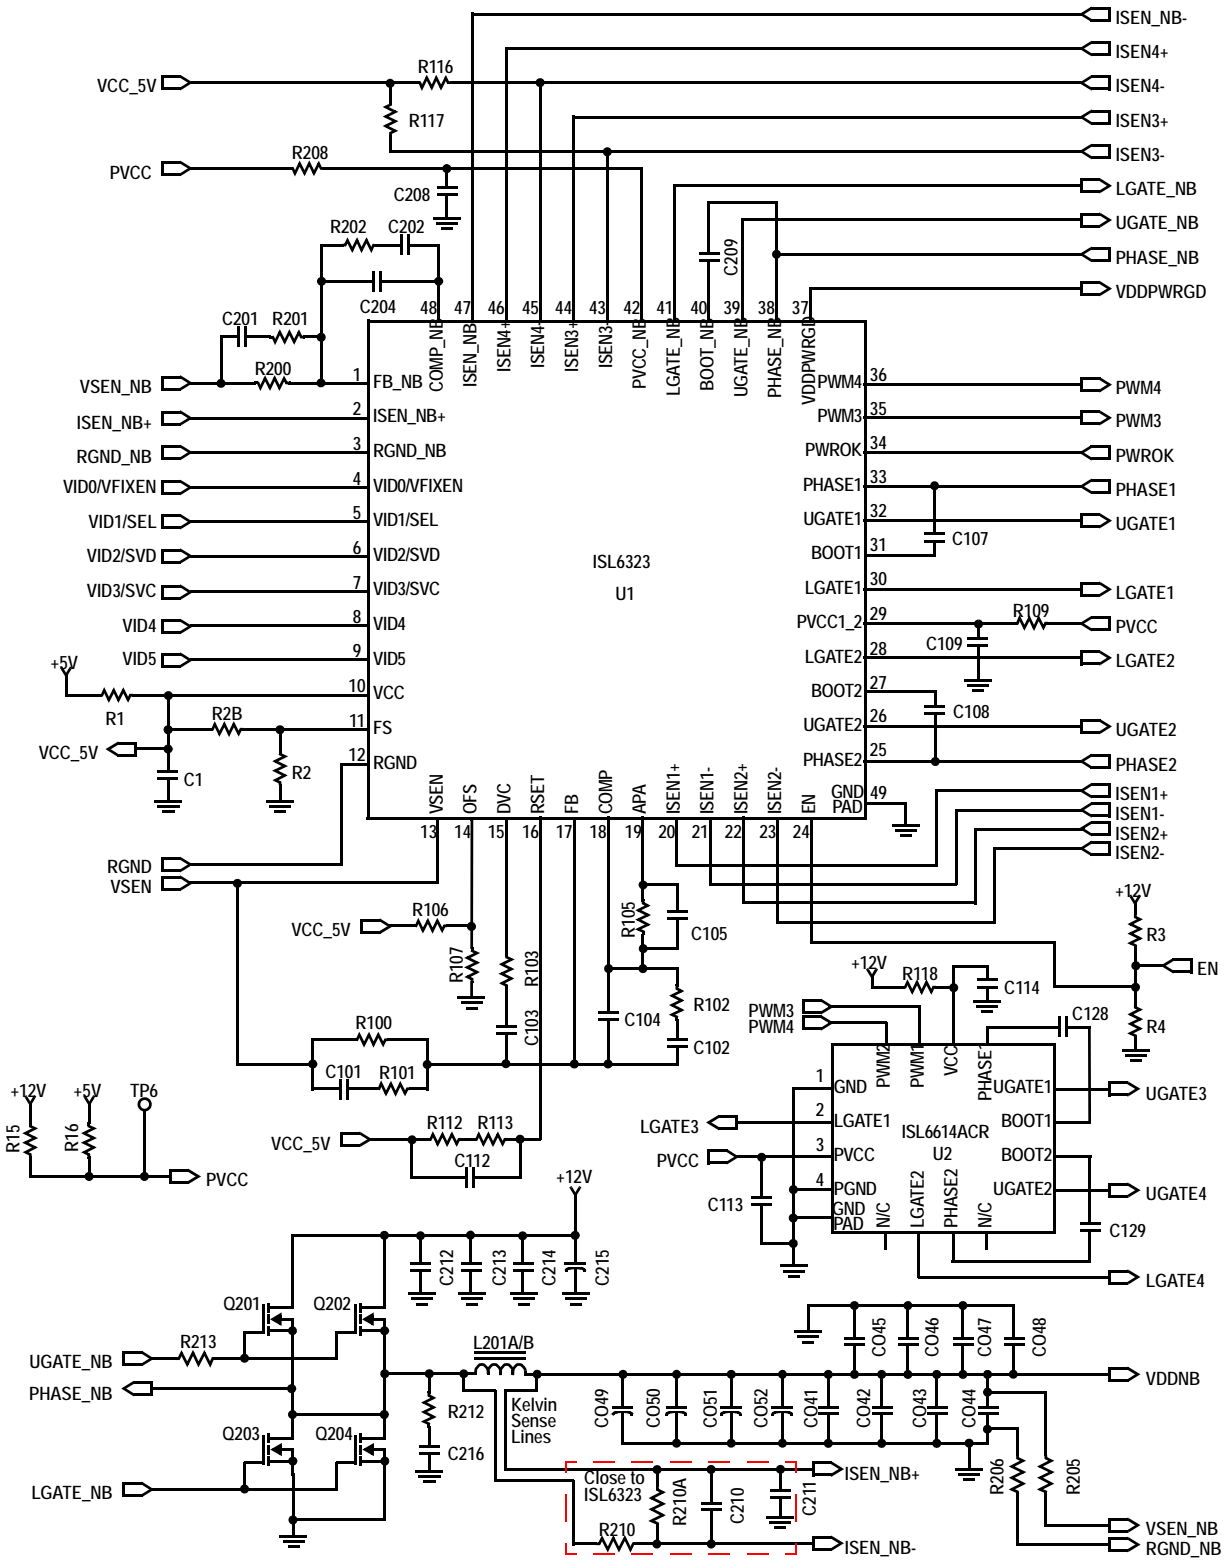 ISEN_NB-
ISEN4+
VCC_5V
R116
ISEN4-
R117
ISEN3+
PVCC
R208
ISEN3-
C208
LGATE_NB
R202
C202
UGATE_NB
C209
PHASE_NB
C204
VDDPWRGD
48 47 46 45 44 43 42 41 40 39 38 37
COMP_NB
ISEN_NB
ISEN4+
ISEN4-
ISEN3+
ISEN3-
PVCC_NB
LGATE_NB
BOOT_NB
UGATE_NB
PHASE_NB
VDDPWRGD
C201
R201
R200
VSEN_NB
1 FB_NB
ISEN_NB+
2 ISEN_NB+
RGND_NB
3 RGND_NB
VID0/VFIXEN
4 VID0/VFIXEN
VID1/SEL
5 VID1/SEL
VID2/SVD
6 VID2/SVD
VID3/SVC
7 VID3/SVC
VID4
8 VID4
VID5
9 VID5
+5V
R1
10 VCC
R2B
11 FS
VCC_5V
C1
R2
12 RGND
ISL6323
U1
PWM4 36
PWM4
PWM3 35
PWM3
PWROK 34
PWROK
PHASE1 33
PHASE1
UGATE1 32
UGATE1
BOOT1 31
C107
LGATE1 30
LGATE1
PVCC1_2 29
R109
PVCC
C109
LGATE2 28
LGATE2
BOOT2 27
C108
UGATE2 26
UGATE2
PHASE2 25
PHASE2
GND
PAD
49
VSEN
OFS
DVC
RSET
FB
COMP
APA
ISEN1+
ISEN1-
ISEN2+
ISEN2-
EN
13 14 15 16 17 18 19 20 21 22 23 24
ISEN1+
ISEN1-
ISEN2+
ISEN2-
RGND
VSEN
VCC_5V
R106
R107
R103
C103
R105
C105
C104
R102
C102
R100
C101
R101
+12V
R3
EN
R4
+12V
R118
C114
PWM3
PWM4
C128
PWM2
PWM1
VCC
PHASE1
1
GND
UGATE1
UGATE3
2
LGATE1
LGATE3
BOOT1
ISL6614ACR
U2
PVCC
3
PVCC
BOOT2
4
PGND
UGATE2
UGATE4
GND
PAD
N/C
LGATE2
PHASE2
N/C
C113
C129
LGATE4
+12V
+5V
TP6
R15
R16
PVCC
VCC_5V
R112
R113
C112
+12V
C212
C213
C214
C215
Q201
Q202
R213
UGATE_NB
PHASE_NB
Q203
Q204
LGATE_NB
L201A/B
R212
C216
Kelvin
Sense
Lines
CO45
CO46
CO47
CO48
VDDNB
CO49
CO50
CO51
CO52
CO41
CO42
CO43
CO44
R206
R205
Close to
ISL6323
R210A
C210
C211
R210
ISEN_NB+
ISEN_NB-
VSEN_NB
RGND_NB